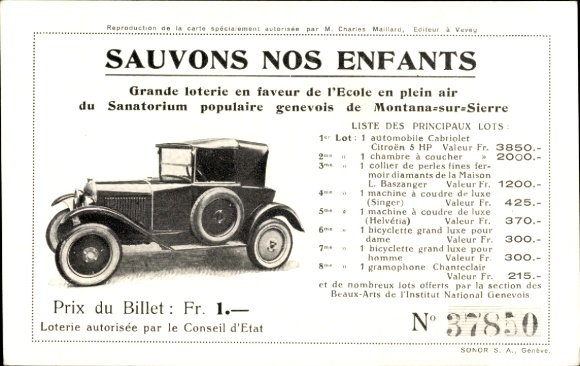 Reproduction de la carte spécialement autorisée par M. Charles Maillard, Editeur à Vevey
SAUVONS NOS ENFANTS
Grande loterie en faveur de l'Ecole en plein air
du Sanatorium populaire genevois de Montana=sur=Sierre
LISTE DES PRINCIPAUX LOTS :
1er Lot : 1 automobile Cabriolet
Citroën 5 HP Valeur Fr. 3850.-
2me " 1 chambre à coucher » 2000.-
3me " 1 collier de perles fines fer-
moir diamants de la Maison
L. Baszanger Valeur Fr. 1200.-
4me " 1 machine à coudre de luxe
(Singer) Valeur Fr. 425.-
5me " 1 machine à coudre de luxe
(Helvétia) Valeur Fr. 370.-
6me " 1 bicyclette grand luxe pour
dame Valeur Fr. 300.-
7me " 1 bicyclette grand luxe pour
homme Valeur Fr. 300.-
8me " 1 gramophone Chanteclair
Valeur Fr. 215.-
et de nombreux lots offerts par la section des
Beaux-Arts de l'Institut National Genevois
Prix du Billet : Fr. 1.—
Loterie autorisée par le Conseil d'Etat
No 37850
SONOR S. A., Genève.